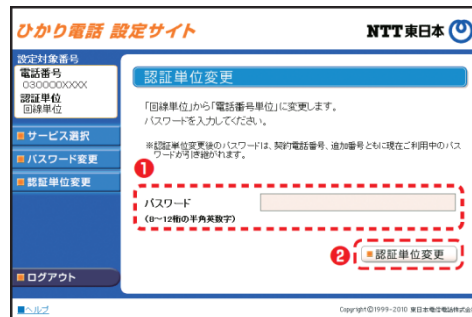 ひかり電話 設定サイト
NTT東日本
設定対象番号
電話番号
030000XXXX
認証単位
回線単位
サービス選択
パスワード変更
認証単位変更
ログアウト
ヘルプ
認証単位変更
「回線単位」から「電話番号単位」に変更します。
パスワードを入力してください。
※認証単位変更後のパスワードは、契約電話番号、追加番号ともに現在ご利用中のパス
ワードが引き継がれます。
1
パスワード
(8~12桁の半角英数字)
2
認証単位変更
Copyright©1999-2010 東日本電信電話株式会社